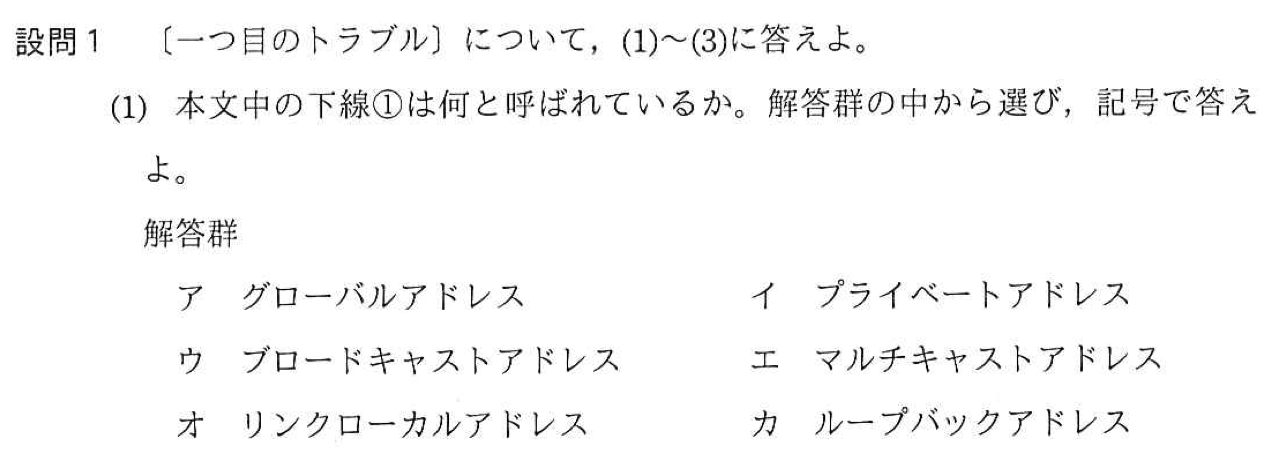 設問1 〔一つ目のトラブル〕について，(1)～(3)に答えよ。
(1) 本文中の下線①は何と呼ばれているか。解答群の中から選び，記号で答え
よ。
解答群
ア グローバルアドレス イ プライベートアドレス
ウ ブロードキャストアドレス エ マルチキャストアドレス
オ リンクローカルアドレス カ ループバックアドレス